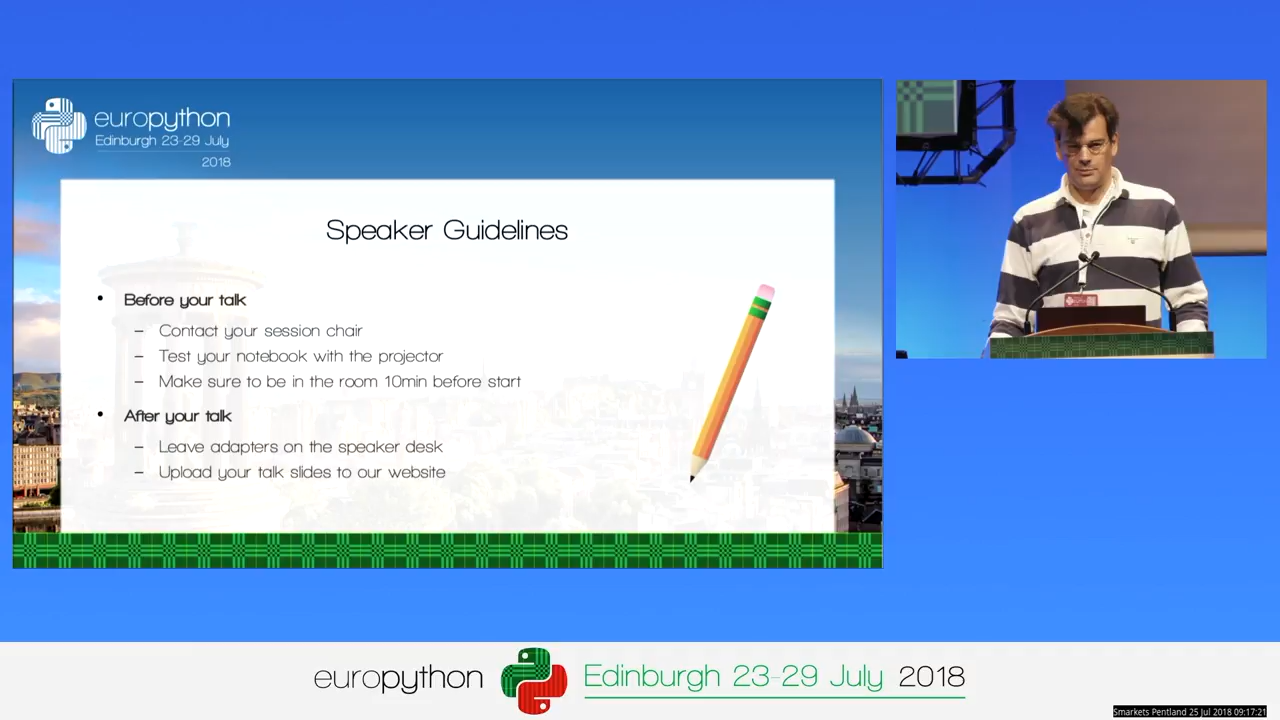 europython
Edinburgh 23-29 July
2018
Speaker Guidelines
• Before your talk
– Contact your session chair
– Test your notebook with the projector
– Make sure to be in the room 10min before start
• After your talk
– Leave adapters on the speaker desk
– Upload your talk slides to our website
europython Edinburgh 23-29 July 2018
Smarkets Pentland 25 Jul 2018 09:17:21